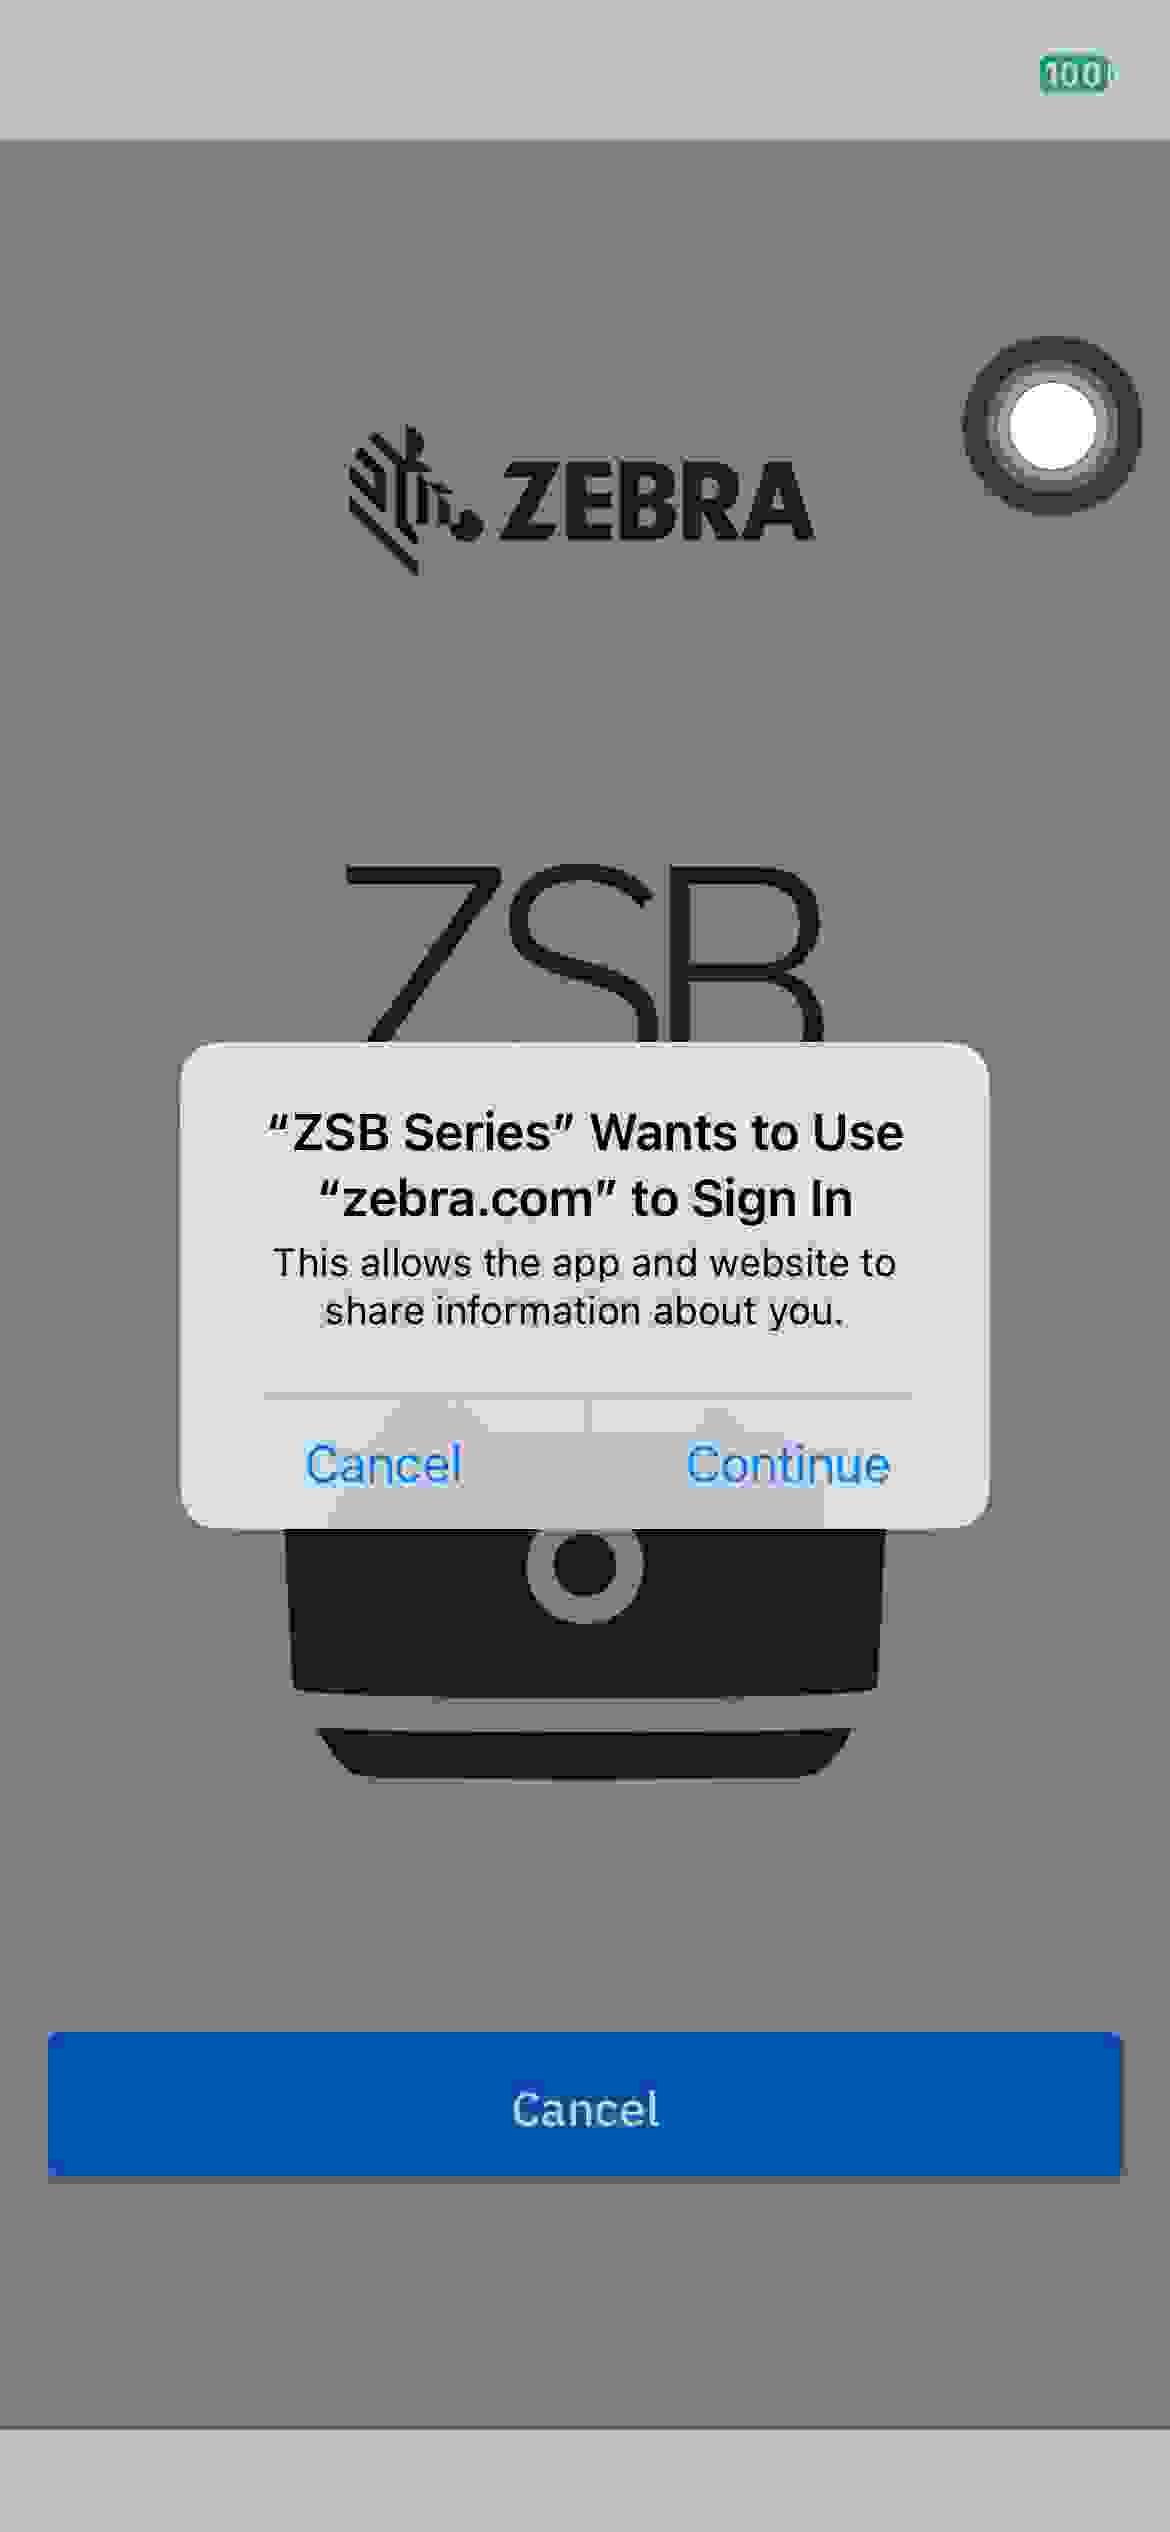 100
ZEBRA
ZSB
“ZSB Series” Wants to Use
“zebra.com” to Sign In
This allows the app and website to
share information about you.
Cancel
Continue
Cancel